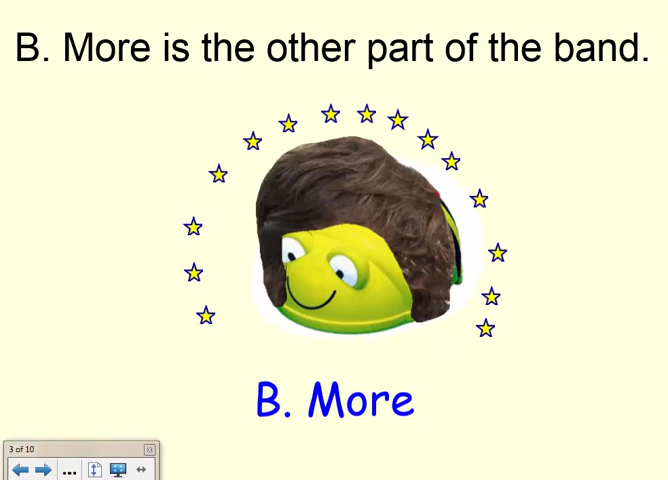 B. More is the other part of the band.
B. More
3 of 10
...